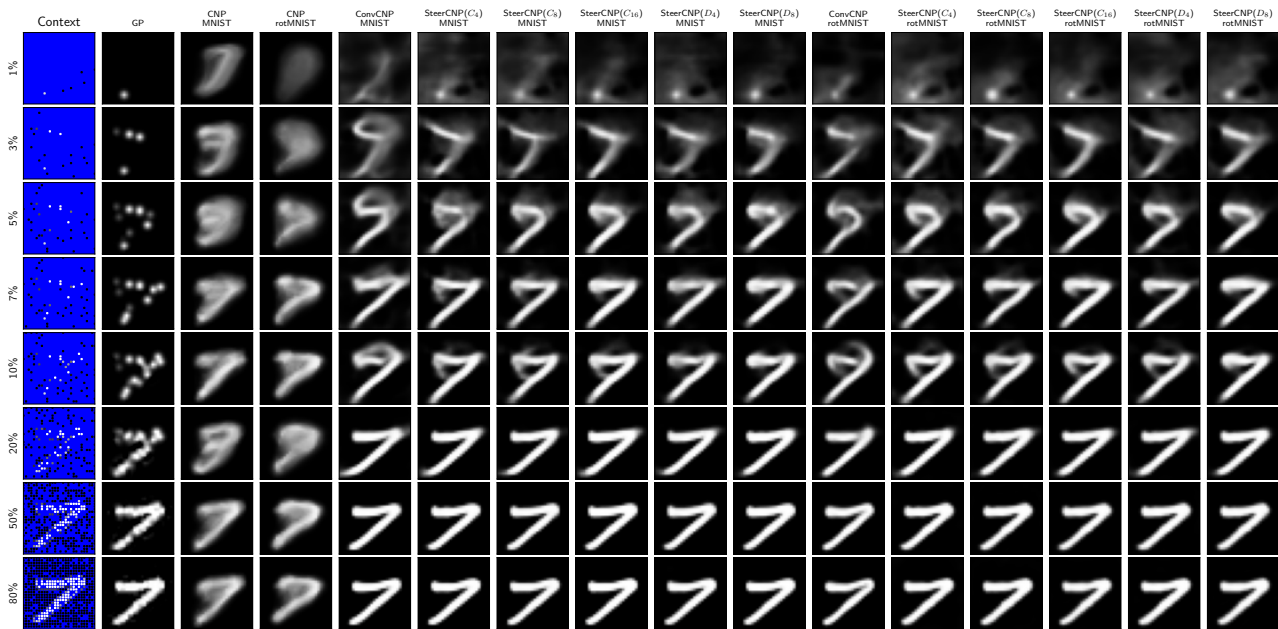 Context
GP
CNP
MNIST
CNP
rotMNIST
ConvCNP
MNIST
SteerCNP(C₄)
MNIST
SteerCNP(C₈)
MNIST
SteerCNP(C₁₆)
MNIST
SteerCNP(D₄)
MNIST
SteerCNP(D₈)
MNIST
ConvCNP
rotMNIST
SteerCNP(C₄)
rotMNIST
SteerCNP(C₈)
rotMNIST
SteerCNP(C₁₆)
rotMNIST
SteerCNP(D₄)
rotMNIST
SteerCNP(D₈)
rotMNIST
1%
3%
5%
7%
10%
20%
50%
80%